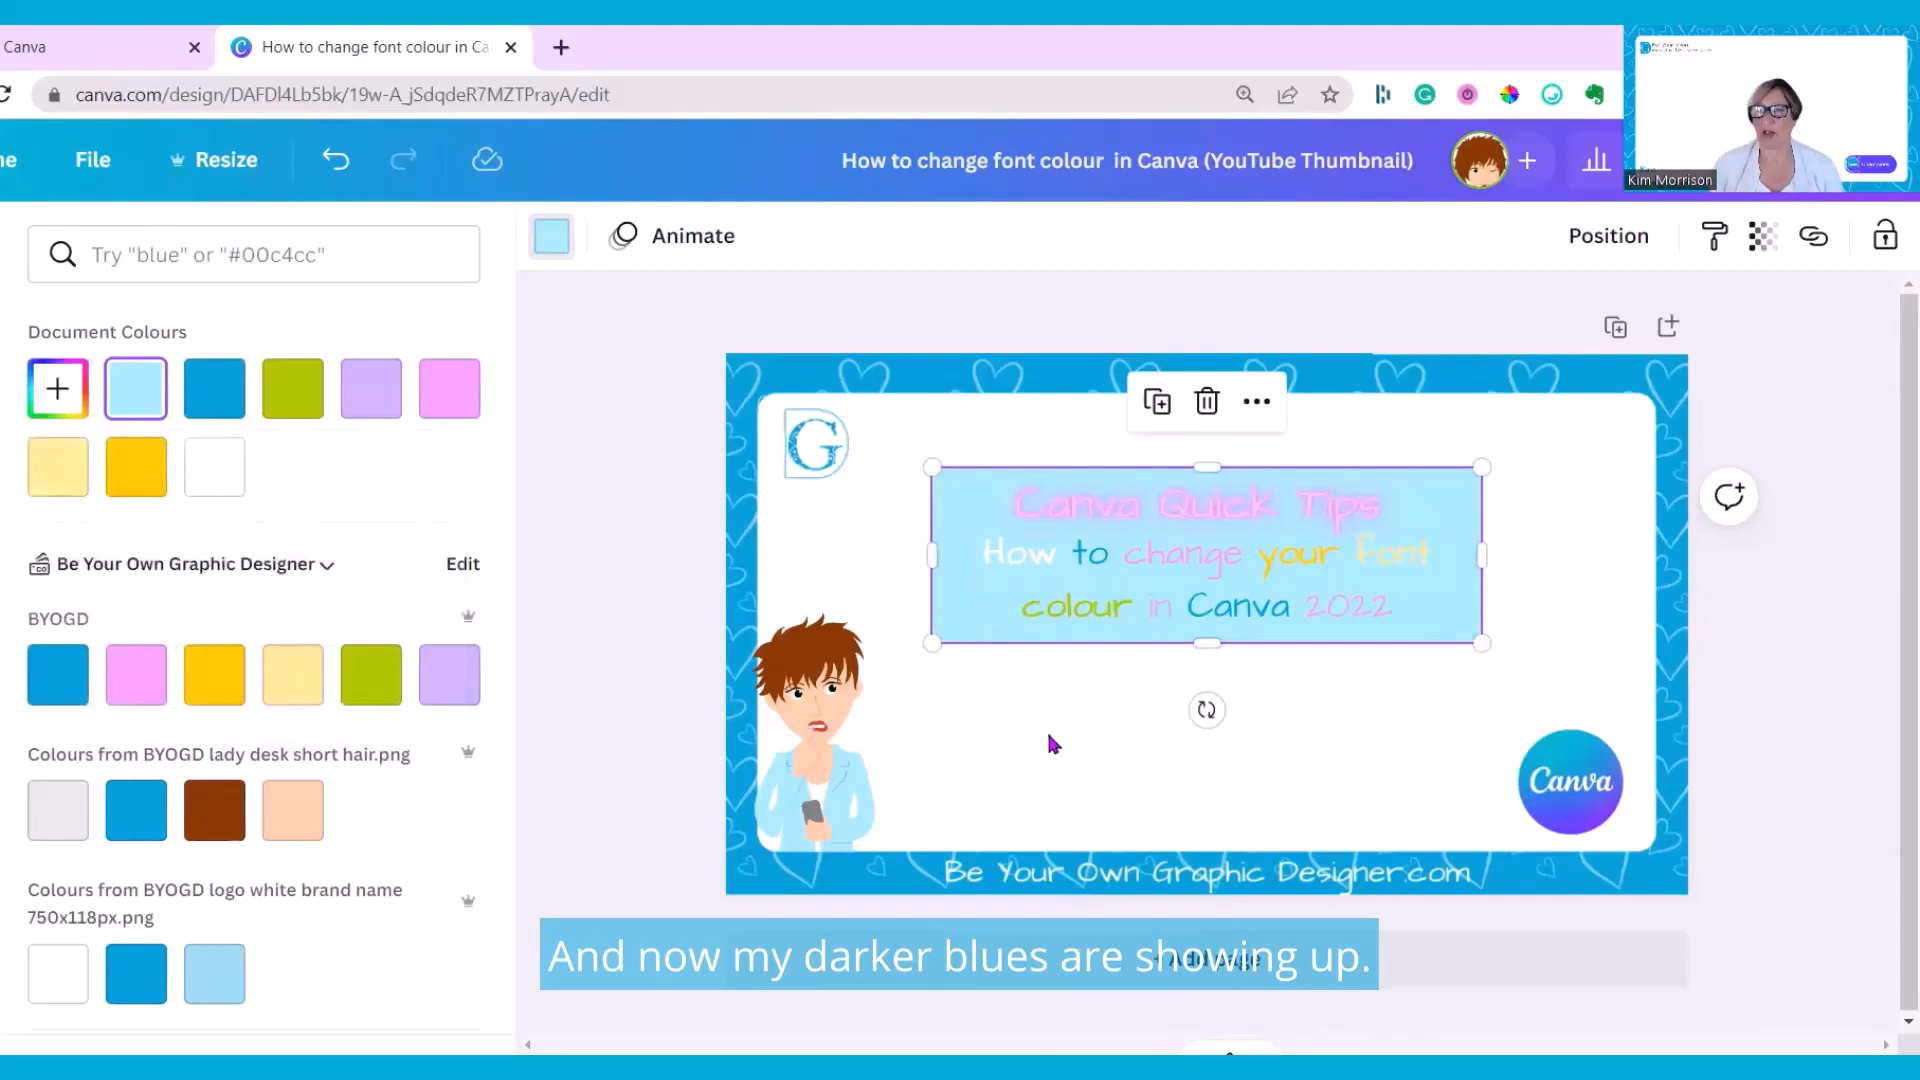 Canva
How to change font colour in Ca
canva.com/design/DAFDl4Lb5bk/19w-A_jSdqdeR7MZTPrayA/edit
File
Resize
How to change font colour in Canva (YouTube Thumbnail)
Kim Morrison
Try "blue" or "#00c4cc"
Animate
Position
Document Colours
Be Your Own Graphic Designer
Edit
BYOGD
Colours from BYOGD lady desk short hair.png
Colours from BYOGD logo white brand name
750x118px.png
G
Canva Quick Tips
How to change your font
colour in Canva 2022
Canva
Be Your Own Graphic Designer.com
And now my darker blues are showing up.